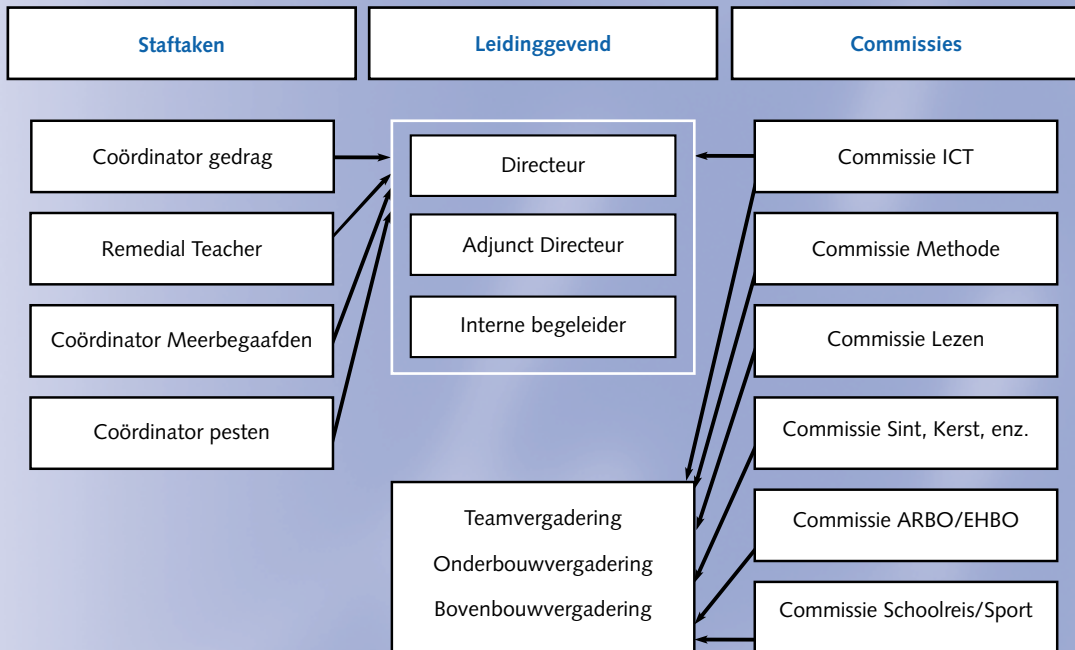 Staftaken
Leidinggevend
Commissies
Coördinator gedrag
Remedial Teacher
Coördinator Meerbegaafden
Coördinator pesten
Directeur
Adjunct Directeur
Interne begeleider
Teamvergadering
Onderbouwvergadering
Bovenbouwvergadering
Commissie ICT
Commissie Methode
Commissie Lezen
Commissie Sint, Kerst, enz.
Commissie ARBO/EHBO
Commissie Schoolreis/Sport